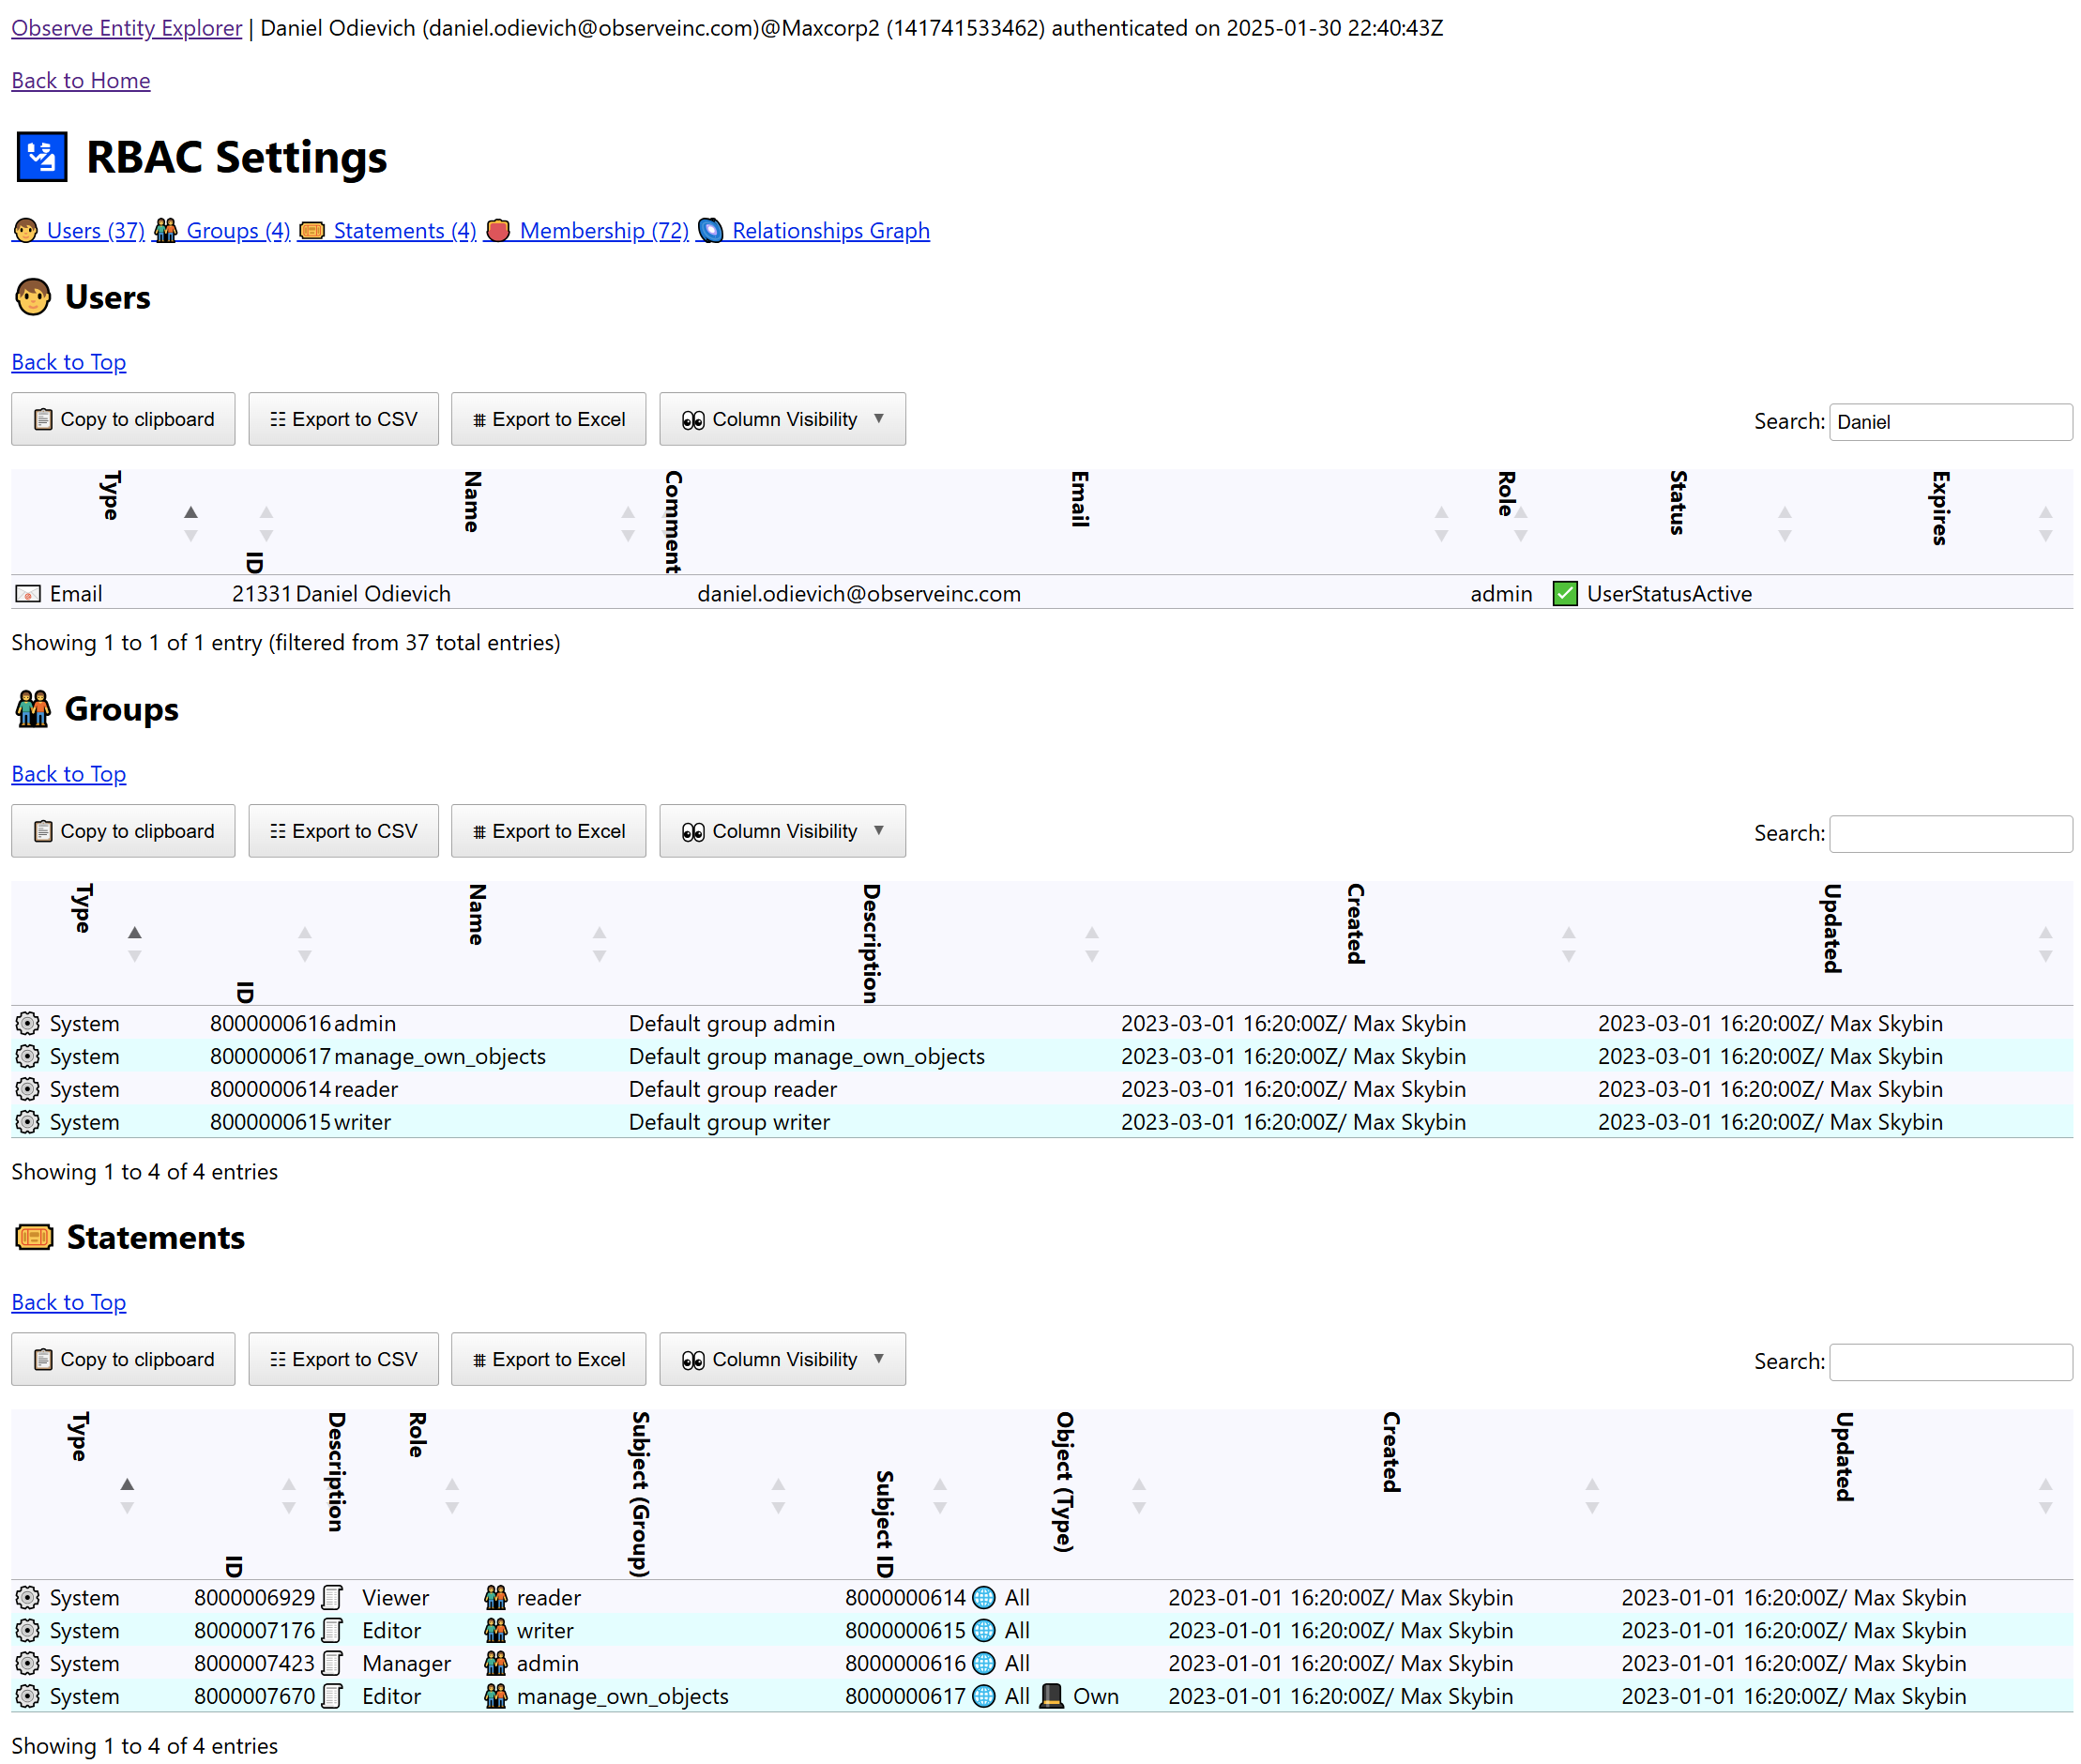 Observe Entity Explorer | Daniel Odievich (daniel.odievich@observeinc.com)@Maxcorp2 (141741533462) authenticated on 2025-01-30 22:40:43Z
Back to Home
RBAC Settings
Users (37) Groups (4) Statements (4) Membership (72) Relationships Graph
Users
Back to Top
Copy to clipboard Export to CSV Export to Excel Column Visibility ▼ Search: Daniel
Type ID Name Comment Email Role Status Expires
Email 21331 Daniel Odievich daniel.odievich@observeinc.com admin UserStatusActive
Showing 1 to 1 of 1 entry (filtered from 37 total entries)
Groups
Back to Top
Copy to clipboard Export to CSV Export to Excel Column Visibility ▼ Search:
Type ID Name Description Created Updated
System 8000000616 admin Default group admin 2023-03-01 16:20:00Z/ Max Skybin 2023-03-01 16:20:00Z/ Max Skybin
System 8000000617 manage_own_objects Default group manage_own_objects 2023-03-01 16:20:00Z/ Max Skybin 2023-03-01 16:20:00Z/ Max Skybin
System 8000000614 reader Default group reader 2023-03-01 16:20:00Z/ Max Skybin 2023-03-01 16:20:00Z/ Max Skybin
System 8000000615 writer Default group writer 2023-03-01 16:20:00Z/ Max Skybin 2023-03-01 16:20:00Z/ Max Skybin
Showing 1 to 4 of 4 entries
Statements
Back to Top
Copy to clipboard Export to CSV Export to Excel Column Visibility ▼ Search:
Type ID Description Role Subject (Group) Subject ID Object (Type) Created Updated
System 8000006929 Viewer reader 8000000614 All 2023-01-01 16:20:00Z/ Max Skybin 2023-01-01 16:20:00Z/ Max Skybin
System 8000007176 Editor writer 8000000615 All 2023-01-01 16:20:00Z/ Max Skybin 2023-01-01 16:20:00Z/ Max Skybin
System 8000007423 Manager admin 8000000616 All 2023-01-01 16:20:00Z/ Max Skybin 2023-01-01 16:20:00Z/ Max Skybin
System 8000007670 Editor manage_own_objects 8000000617 All Own 2023-01-01 16:20:00Z/ Max Skybin 2023-01-01 16:20:00Z/ Max Skybin
Showing 1 to 4 of 4 entries